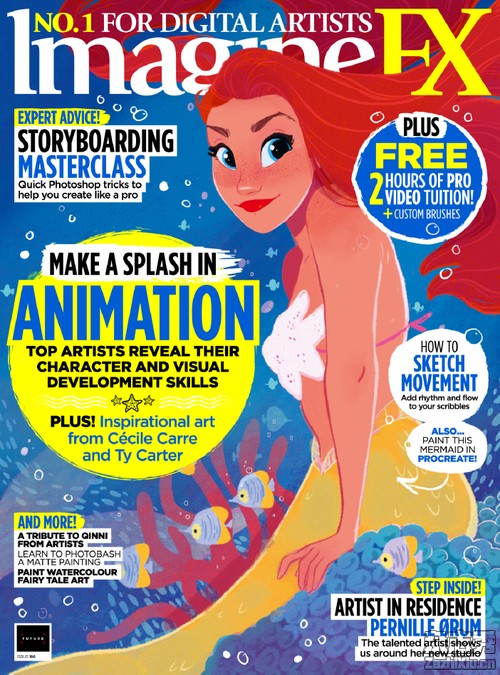 NO.1 FOR DIGITAL ARTISTS
ImagineFX
EXPERT ADVICE!
STORYBOARDING
MASTERCLASS
Quick Photoshop tricks to
help you create like a pro
PLUS
FREE
2 HOURS OF PRO
VIDEO TUITION!
+ CUSTOM BRUSHES
MAKE A SPLASH IN
ANIMATION
TOP ARTISTS REVEAL THEIR
CHARACTER AND VISUAL
DEVELOPMENT SKILLS
PLUS! Inspirational art
from Cécile Carre
and Ty Carter
HOW TO
SKETCH
MOVEMENT
Add rhythm and flow
to your scribbles
ALSO...
PAINT THIS
MERMAID IN
PROCREATE!
AND MORE!
A TRIBUTE TO QINNI
FROM ARTISTS
LEARN TO PHOTOBASH
A MATTE PAINTING
PAINT WATERCOLOUR
FAIRY TALE ART
FUTURE
STEP INSIDE!
ARTIST IN RESIDENCE
PERNILLE ØRUM
The talented artist shows
us around her new studio
ZaZhiXiu.cn